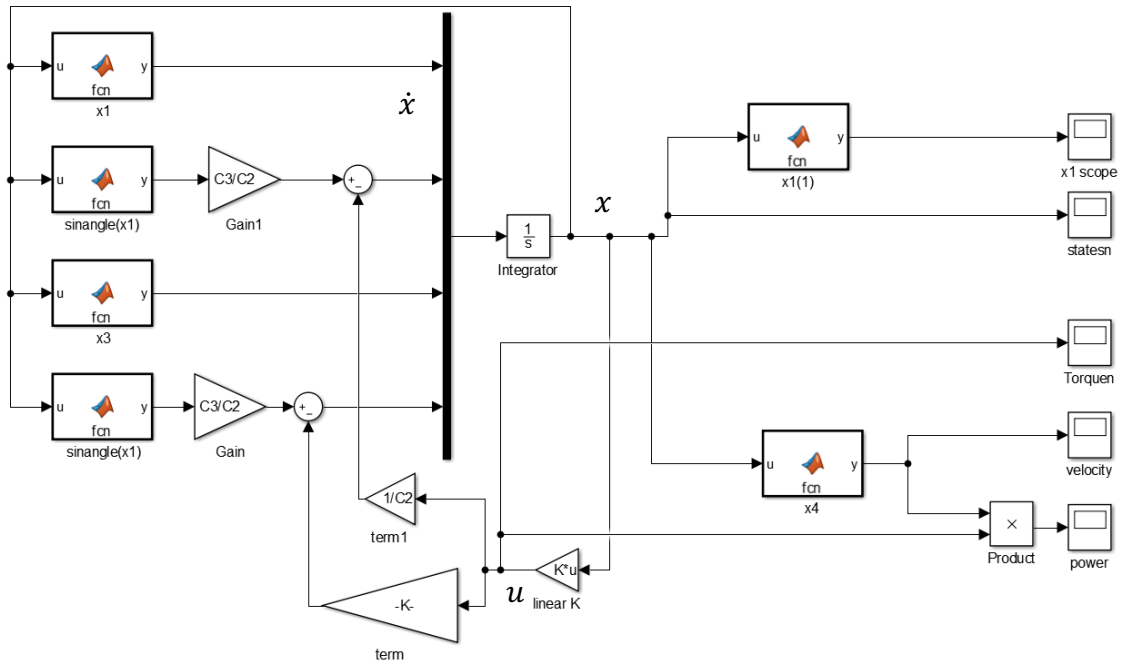 u fcn y
x1
ẋ
u fcn y
x1(1)
x1 scope
u fcn y
sinangle(x1)
C3/C2
Gain1
+
−
x
statesn
1
s
Integrator
u fcn y
x3
Torquen
u fcn y
sinangle(x1)
C3/C2
Gain
+
−
velocity
u fcn y
x4
1/C2
term1
×
Product
power
K*u
linear K
u
-K-
term